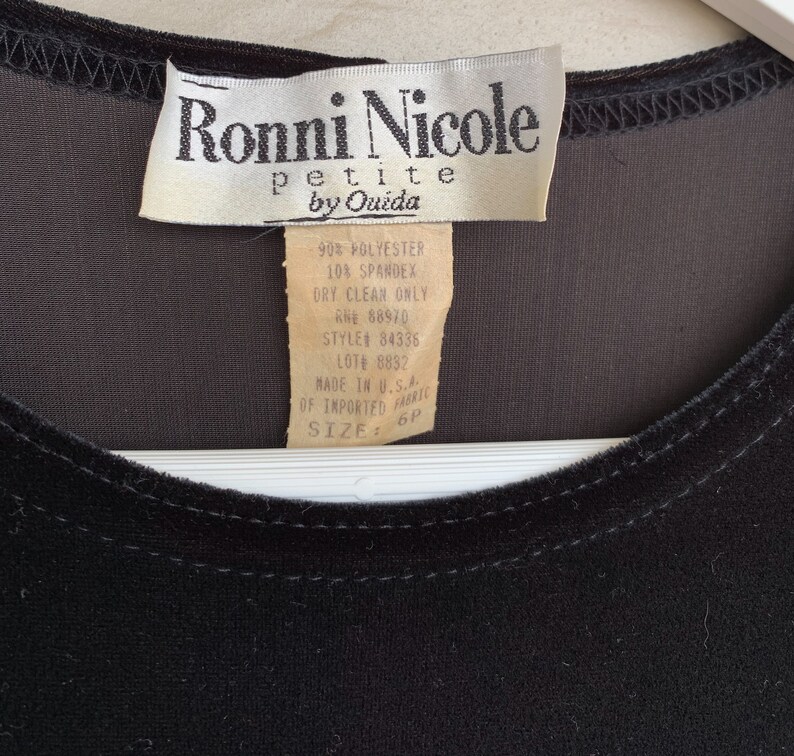 Ronni Nicole
petite
by Ouida
90% POLYESTER
10% SPANDEX
DRY CLEAN ONLY
RN# 88970
STYLE# 84336
LOT# 8832
MADE IN U.S.A.
OF IMPORTED FABRIC
SIZE: 6P